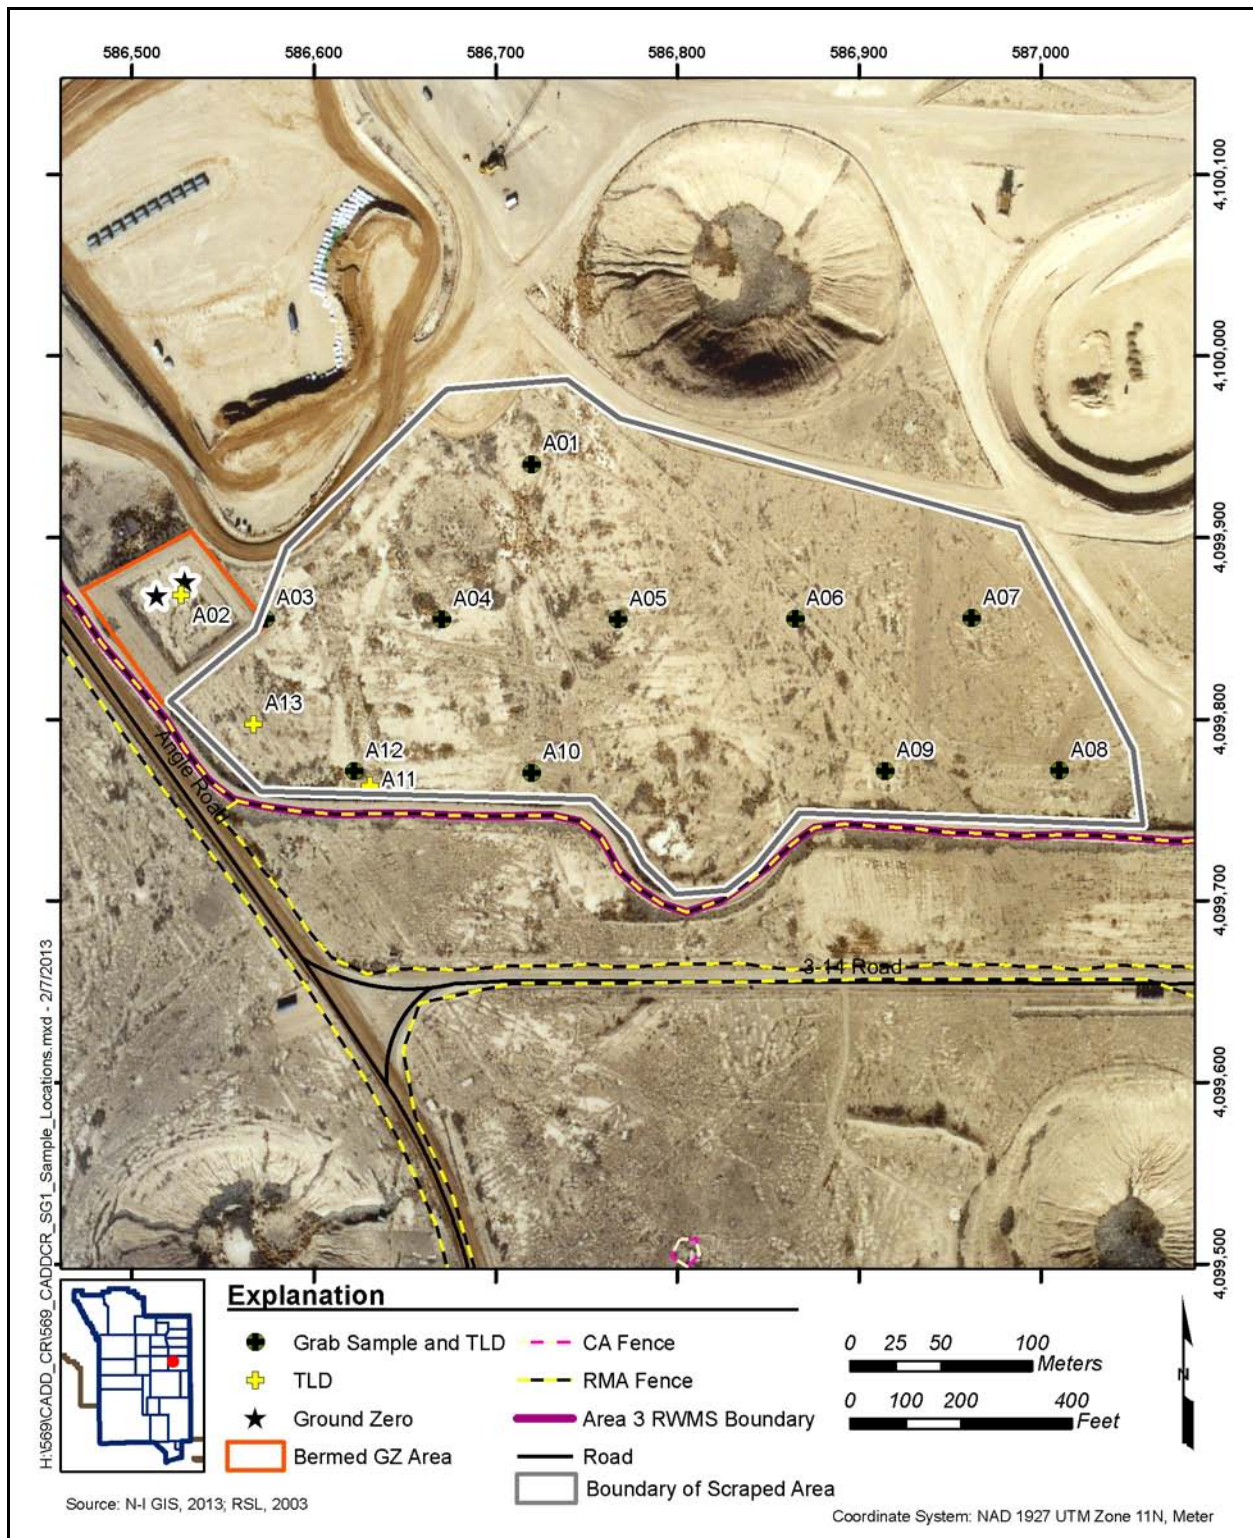 586,500 586,600 586,700 586,800 586,900 587,000
4,100,100
4,100,000
4,099,900
4,099,800
4,099,700
4,099,600
4,099,500
A01
A02
A03
A04
A05
A06
A07
A13
A12
A11
A10
A09
A08
Angle Road
3-14 Road
H:\569\CADD_CR\569_CADDCR_SG1_Sample_Locations.mxd - 2/7/2013
Explanation
Grab Sample and TLD
TLD
Ground Zero
Bermed GZ Area
CA Fence
RMA Fence
Area 3 RWMS Boundary
Road
Boundary of Scraped Area
0 25 50 100
Meters
0 100 200 400
Feet
N
Source: N-I GIS, 2013; RSL, 2003
Coordinate System: NAD 1927 UTM Zone 11N, Meter